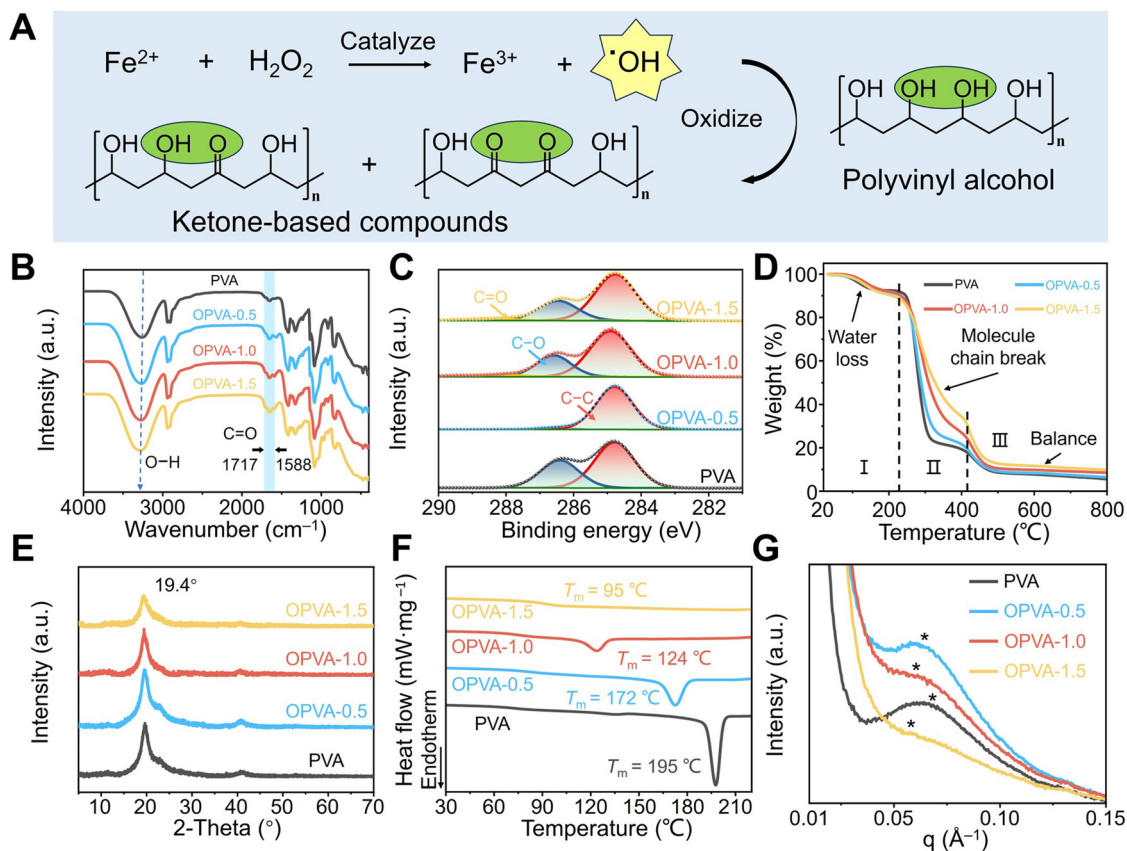 A
Fe²⁺ + H₂O₂ Catalyze Fe³⁺ + ˙OH
Oxidize
OH OH OH OH
n
Polyvinyl alcohol
OH OH O OH
n
+
OH O O OH
n
Ketone-based compounds
B
Intensity (a.u.)
PVA
OPVA-0.5
OPVA-1.0
OPVA-1.5
C=O
1717
1588
O−H
4000 3000 2000 1000
Wavenumber (cm⁻¹)
C
Intensity (a.u.)
C=O
OPVA-1.5
C−O
OPVA-1.0
C−C
OPVA-0.5
PVA
290 288 286 284 282
Binding energy (eV)
D
Weight (%)
100
80
60
40
20
0
PVA
OPVA-0.5
OPVA-1.0
OPVA-1.5
Water
loss
Molecule
chain break
Balance
I II III
20 200 400 600 800
Temperature (℃)
E
Intensity (a.u.)
19.4°
OPVA-1.5
OPVA-1.0
OPVA-0.5
PVA
10 20 30 40 50 60 70
2-Theta (°)
F
Heat flow (mW·mg⁻¹)
Endotherm
Tm = 95 ℃
OPVA-1.5
OPVA-1.0
Tm = 124 ℃
OPVA-0.5
Tm = 172 ℃
PVA
Tm = 195 ℃
30 60 90 120 150 180 210
Temperature (℃)
G
Intensity (a.u.)
PVA
OPVA-0.5
OPVA-1.0
OPVA-1.5
*
*
*
*
0.01 0.05 0.10 0.15
q (Å⁻¹)